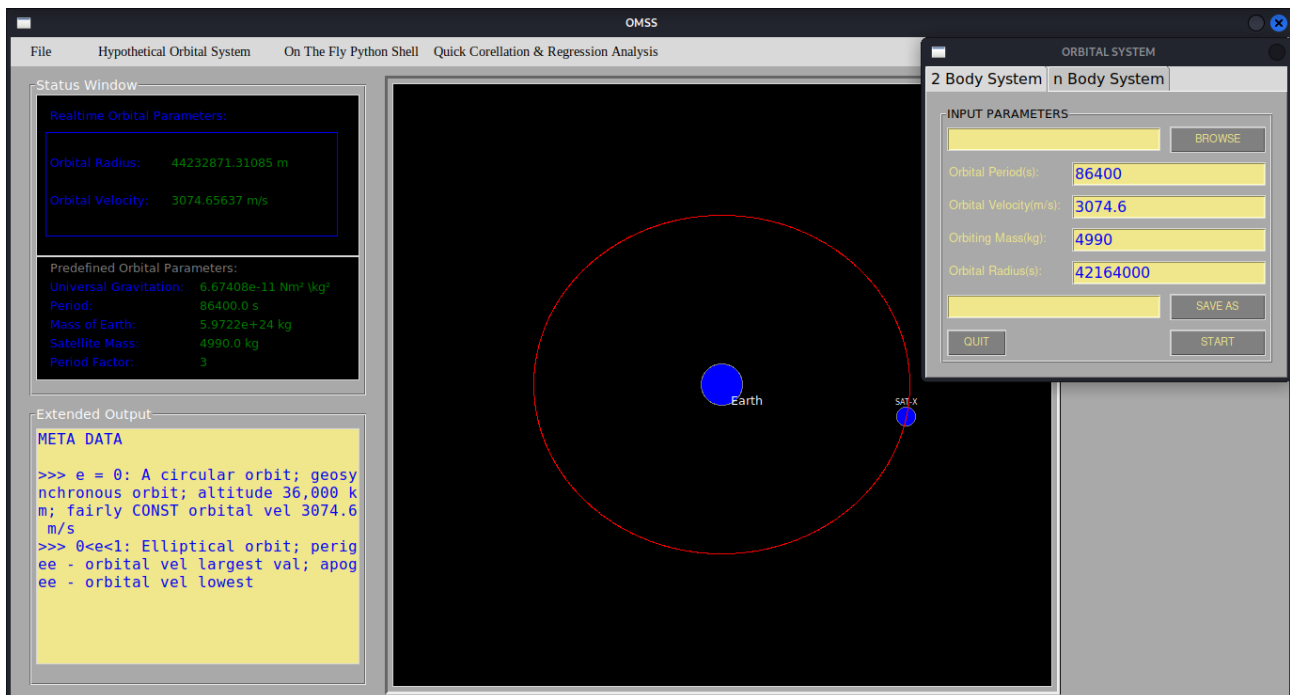 OMSS
File Hypothetical Orbital System On The Fly Python Shell Quick Corellation & Regression Analysis
Status Window
Realtime Orbital Parameters:
Orbital Radius: 44232871.31085 m
Orbital Velocity: 3074.65637 m/s
Predefined Orbital Parameters:
Universal Gravitation: 6.67408e-11 Nm² \kg²
Period: 86400.0 s
Mass of Earth: 5.9722e+24 kg
Satellite Mass: 4990.0 kg
Period Factor: 3
Extended Output
META DATA
>>> e = 0: A circular orbit; geosy
nchronous orbit; altitude 36,000 k
m; fairly CONST orbital vel 3074.6
m/s
>>> 0<e<1: Elliptical orbit; perig
ee - orbital vel largest val; apog
ee - orbital vel lowest
Earth
SAT-X
ORBITAL SYSTEM
2 Body System n Body System
INPUT PARAMETERS
BROWSE
Orbital Period(s): 86400
Orbital Velocity(m/s): 3074.6
Orbiting Mass(kg): 4990
Orbital Radius(s): 42164000
SAVE AS
QUIT START